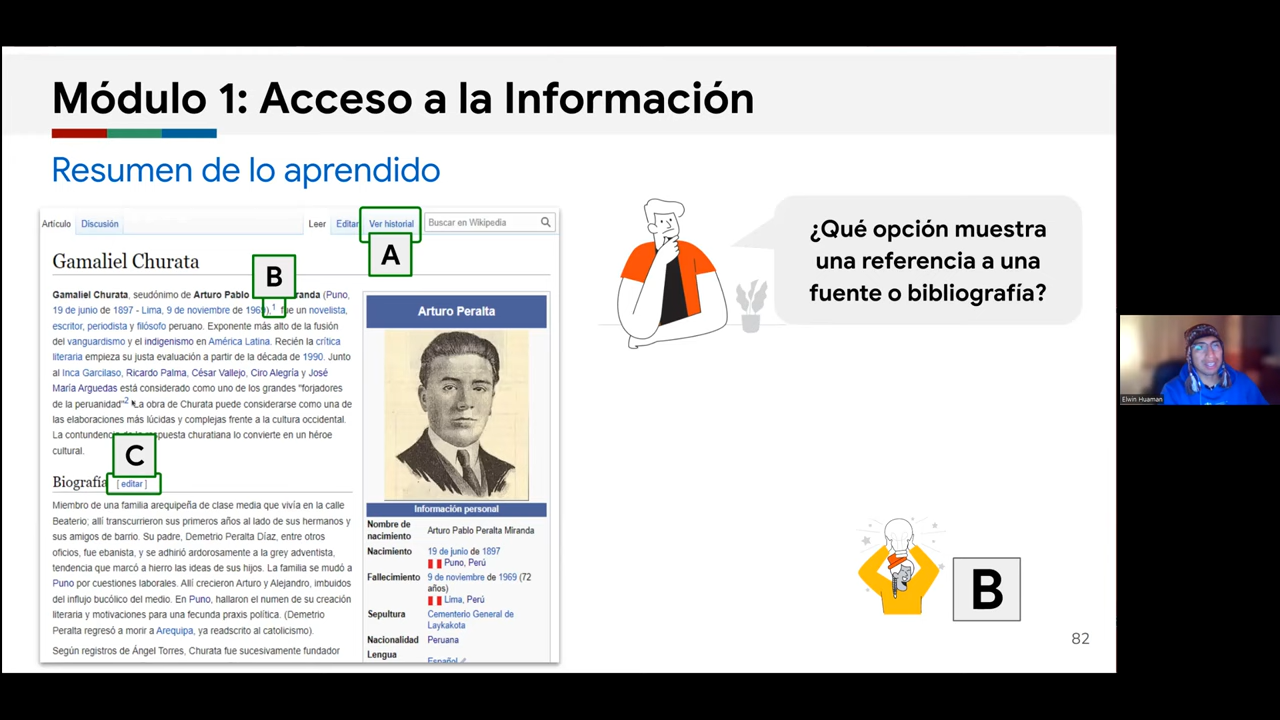 Módulo 1: Acceso a la Información
Resumen de lo aprendido
Artículo Discusión Leer Editar Ver historial Buscar en Wikipedia
A
Gamaliel Churata
B
Gamaliel Churata, seudónimo de Arturo Pablo randa (Puno,
19 de junio de 1897 - Lima, 9 de noviembre de 1969),1 fue un novelista,
escritor, periodista y filósofo peruano. Exponente más alto de la fusión
del vanguardismo y el indigenismo en América Latina. Recién la crítica
literaria empieza su justa evaluación a partir de la década de 1990. Junto
al Inca Garcilaso, Ricardo Palma, César Vallejo, Ciro Alegría y José
María Arguedas está considerado como uno de los grandes "forjadores
de la peruanidad"2 La obra de Churata puede considerarse como una de
las elaboraciones más lúcidas y complejas frente a la cultura occidental.
La contundencia de la respuesta churatiana lo convierte en un héroe
cultural.
C
Biografía [ editar ]
Miembro de una familia arequipeña de clase media que vivía en la calle
Beaterio; allí transcurrieron sus primeros años al lado de sus hermanos y
sus amigos de barrio. Su padre, Demetrio Peralta Díaz, entre otros
oficios, fue ebanista, y se adhirió ardorosamente a la grey adventista,
tendencia que marcó a hierro las ideas de sus hijos. La familia se mudó a
Puno por cuestiones laborales. Allí crecieron Arturo y Alejandro, imbuidos
del influjo bucólico del medio. En Puno, hallaron el numen de su creación
literaria y motivaciones para una fecunda praxis política. (Demetrio
Peralta regresó a morir a Arequipa, ya readscrito al catolicismo).
Según registros de Ángel Torres, Churata fue sucesivamente fundador
Arturo Peralta
Información personal
Nombre de nacimiento Arturo Pablo Peralta Miranda
Nacimiento 19 de junio de 1897
Puno, Perú
Fallecimiento 9 de noviembre de 1969 (72
años)
Lima, Perú
Sepultura Cementerio General de
Laykakota
Nacionalidad Peruana
Lengua Español
¿Qué opción muestra
una referencia a una
fuente o bibliografía?
B
82
Elwin Huaman